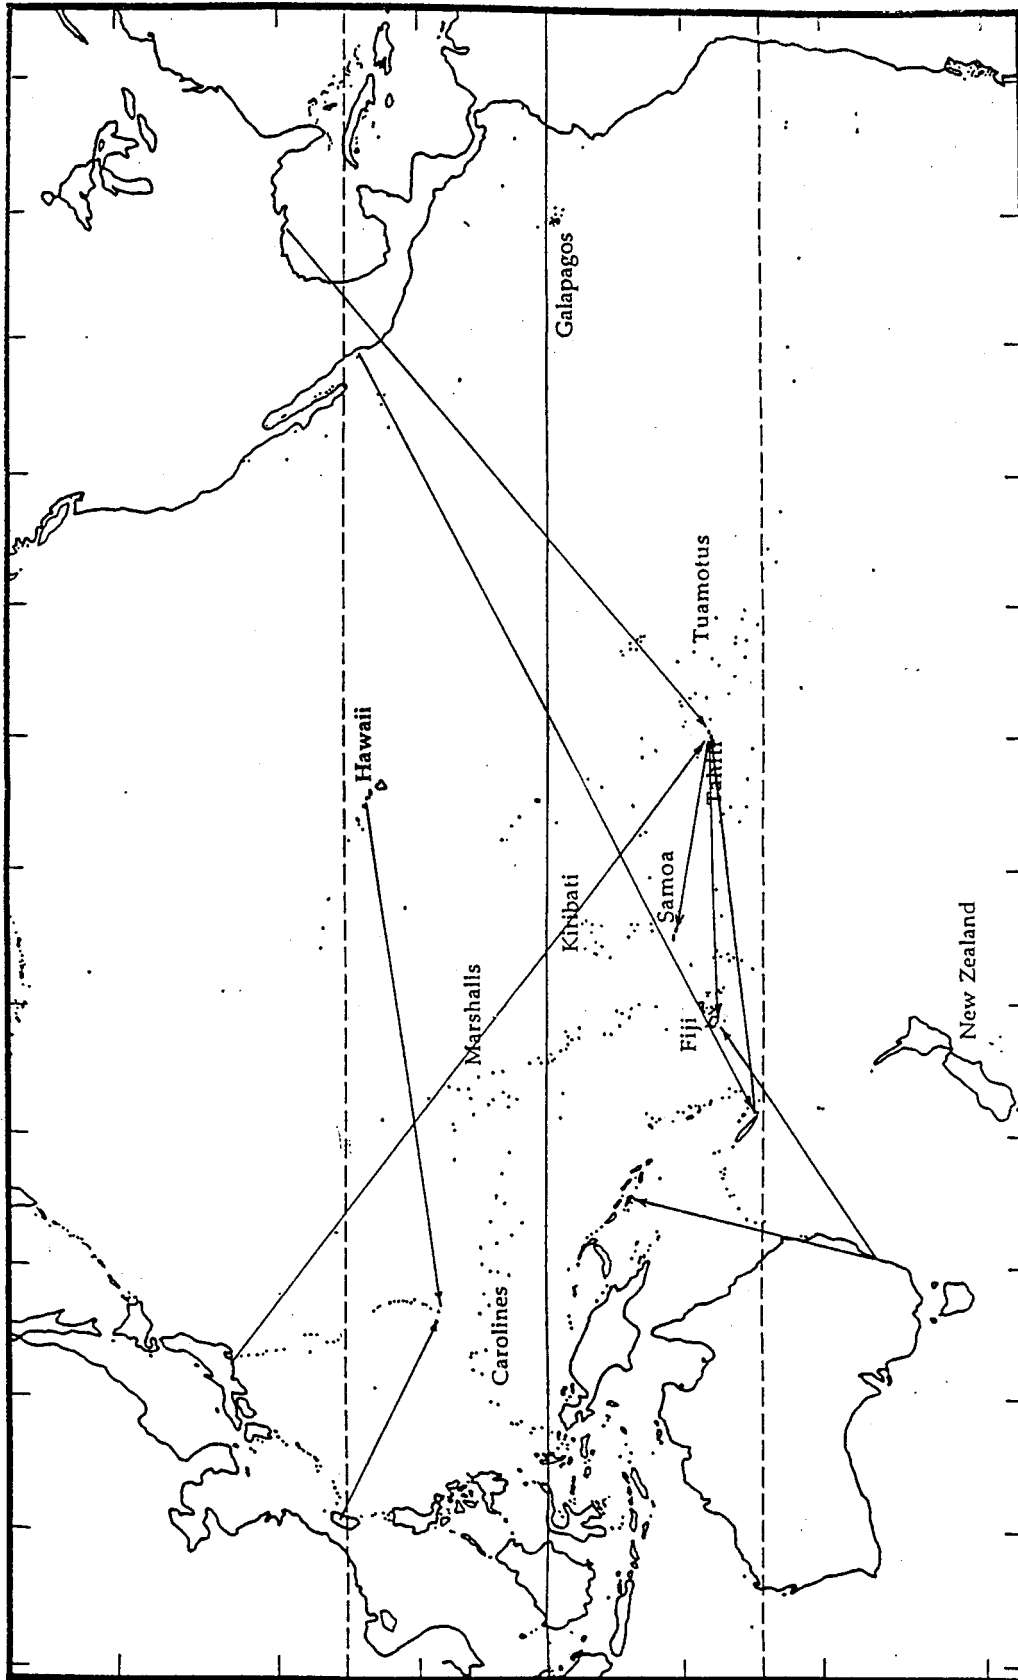 Hawaii
Galapagos
Marshalls
Kiribati
Tuamotus
Carolines
Samoa
Tahiti
Fiji
New Zealand